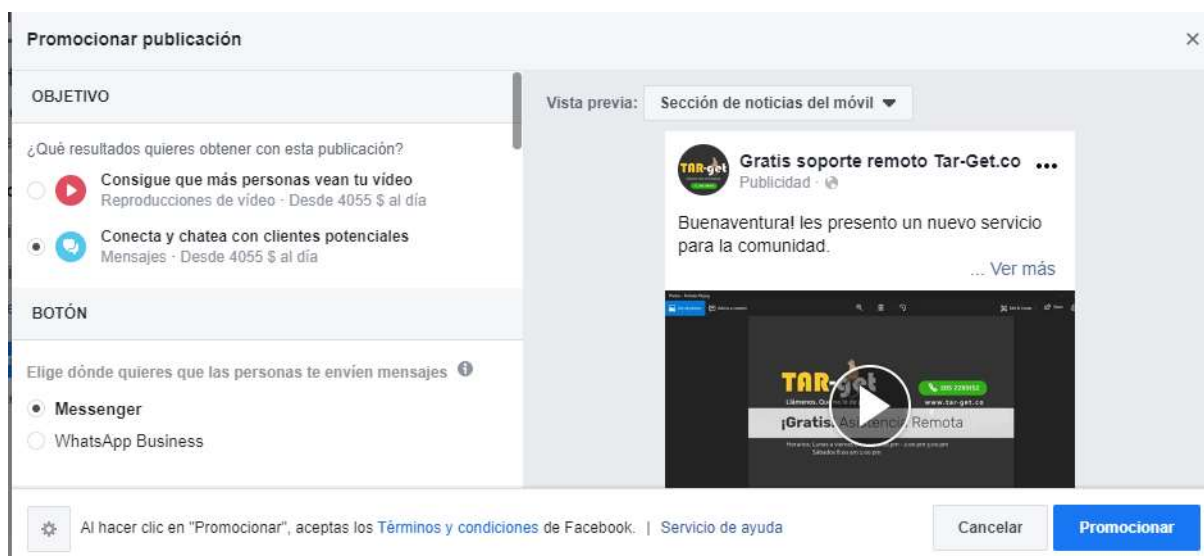 Promocionar publicación
OBJETIVO
¿Qué resultados quieres obtener con esta publicación?
Consigue que más personas vean tu vídeo
Reproducciones de vídeo · Desde 4055 $ al día
Conecta y chatea con clientes potenciales
Mensajes · Desde 4055 $ al día
BOTÓN
Elige dónde quieres que las personas te envíen mensajes
Messenger
WhatsApp Business
Vista previa: Sección de noticias del móvil
TAR-get
Gratis soporte remoto Tar-Get.co
Publicidad ·
Buenaventura! les presento un nuevo servicio
para la comunidad.
... Ver más
TAR-get
Llámenos.
www.tar-get.co
¡Gratis. Asistencia Remota
Al hacer clic en "Promocionar", aceptas los Términos y condiciones de Facebook. | Servicio de ayuda
Cancelar
Promocionar